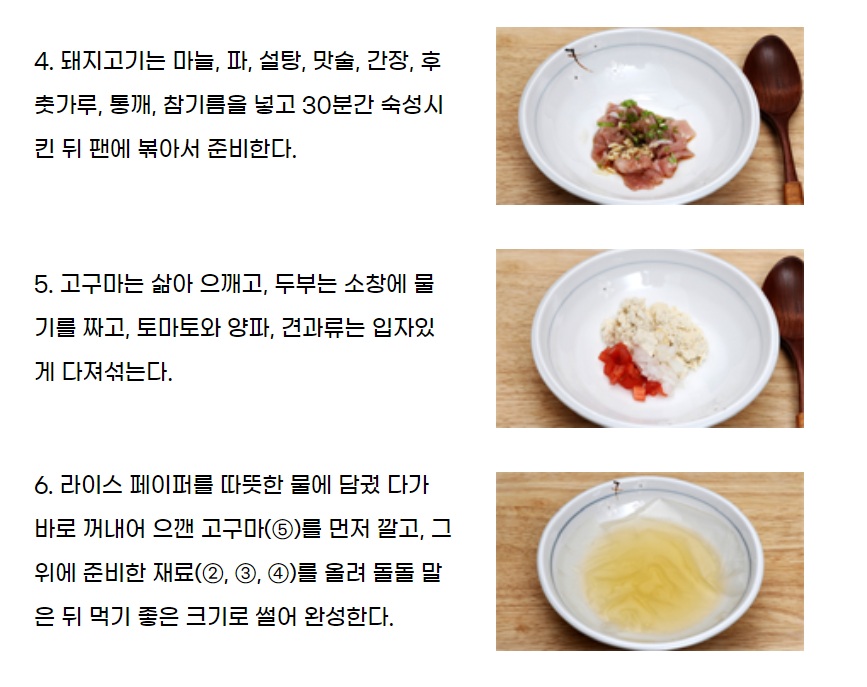 4. 돼지고기는 마늘, 파, 설탕, 맛술, 간장, 후
춧가루, 통깨, 참기름을 넣고 30분간 숙성시
킨 뒤 팬에 볶아서 준비한다.
5. 고구마는 삶아 으깨고, 두부는 소창에 물
기를 짜고, 토마토와 양파, 견과류는 입자있
게 다져섞는다.
6. 라이스 페이퍼를 따뜻한 물에 담궜 다가
바로 꺼내어 으깬 고구마(⑤)를 먼저 깔고, 그
위에 준비한 재료(②, ③, ④)를 올려 돌돌 말
은 뒤 먹기 좋은 크기로 썰어 완성한다.